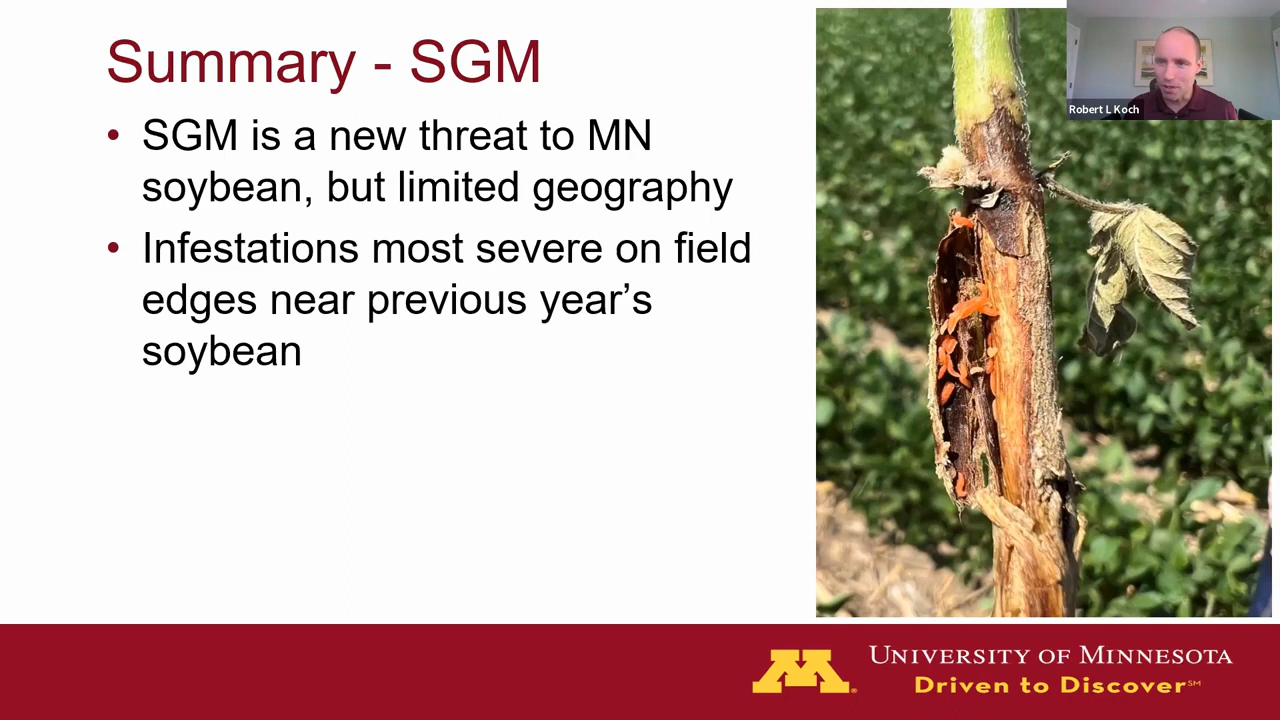 Summary - SGM
• SGM is a new threat to MN
soybean, but limited geography
• Infestations most severe on field
edges near previous year’s
soybean
Robert L Koch
M
UNIVERSITY OF MINNESOTA
Driven to Discover℠